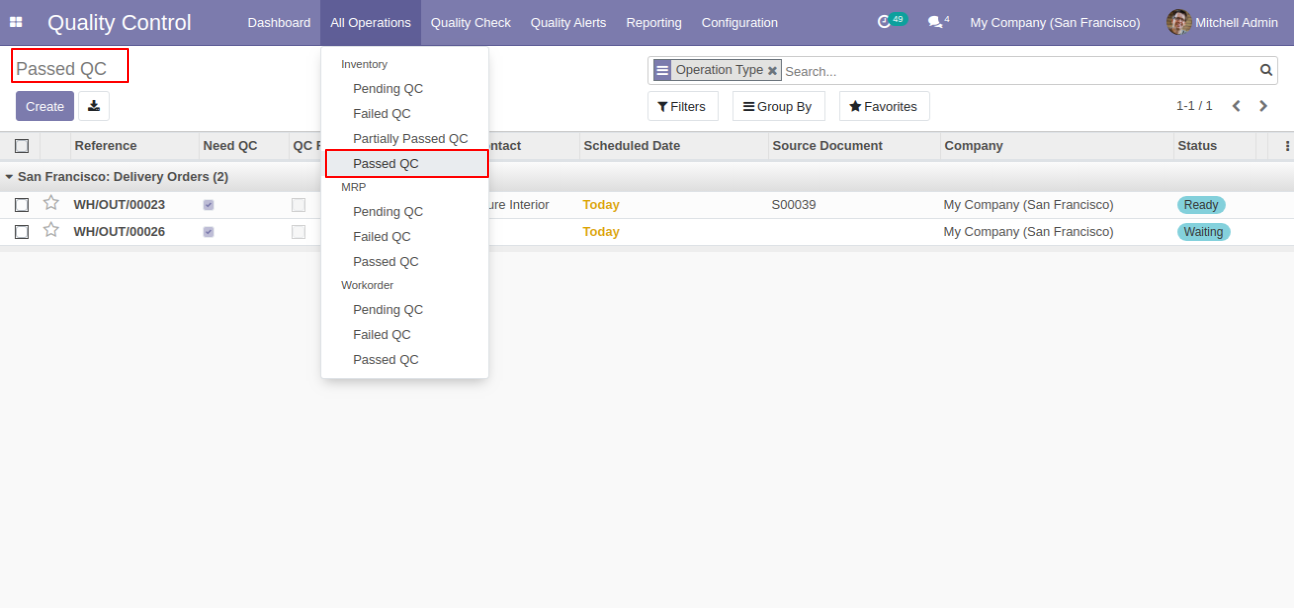 Quality Control Dashboard All Operations Quality Check Quality Alerts Reporting Configuration 49 4 My Company (San Francisco) Mitchell Admin
Passed QC
Operation Type Search...
Create
Filters Group By Favorites 1-1 / 1
Inventory
Pending QC
Failed QC
Partially Passed QC
Passed QC
MRP
Pending QC
Failed QC
Passed QC
Workorder
Pending QC
Failed QC
Passed QC
Reference Need QC QC Scheduled Date Source Document Company Status
San Francisco: Delivery Orders (2)
WH/OUT/00023 Interior Today S00039 My Company (San Francisco) Ready
WH/OUT/00026 Today My Company (San Francisco) Waiting